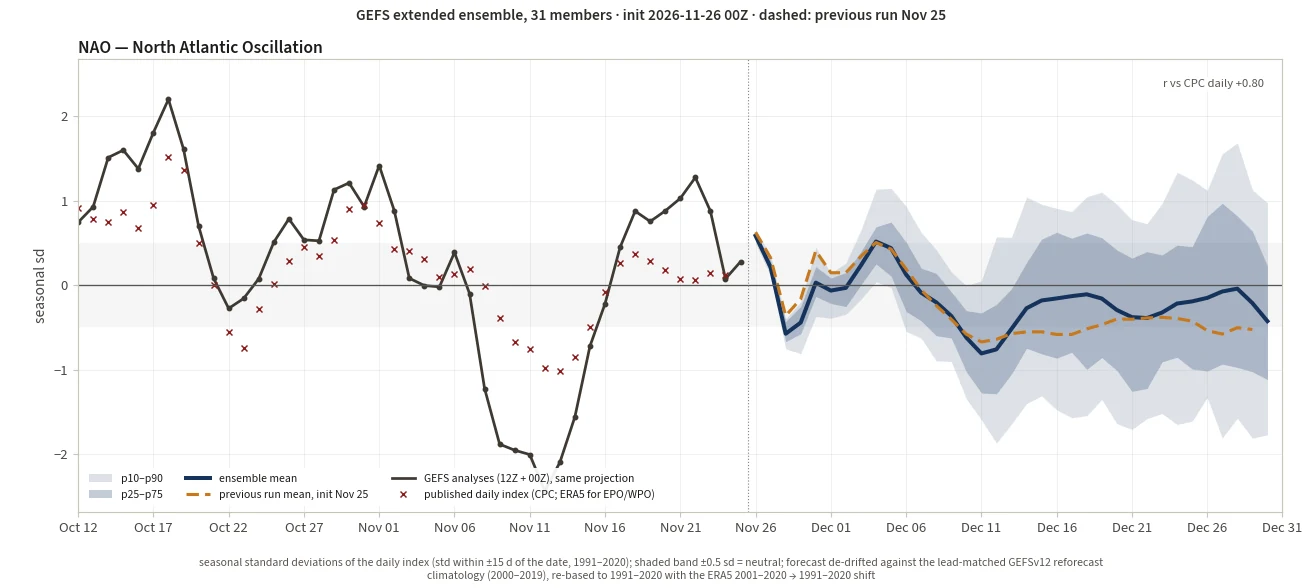 GEFS extended ensemble, 31 members · init 2026-11-26 00Z · dashed: previous run Nov 25
NAO — North Atlantic Oscillation
r vs CPC daily +0.80
seasonal sd
2
1
0
−1
−2
p10–p90
ensemble mean
GEFS analyses (12Z + 00Z), same projection
p25–p75
previous run mean, init Nov 25
published daily index (CPC; ERA5 for EPO/WPO)
Oct 12
Oct 17
Oct 22
Oct 27
Nov 01
Nov 06
Nov 11
Nov 16
Nov 21
Nov 26
Dec 01
Dec 06
Dec 11
Dec 16
Dec 21
Dec 26
Dec 31
seasonal standard deviations of the daily index (std within ±15 d of the date, 1991–2020); shaded band ±0.5 sd = neutral; forecast de-drifted against the lead-matched GEFSv12 reforecast
climatology (2000–2019), re-based to 1991–2020 with the ERA5 2001–2020 → 1991–2020 shift